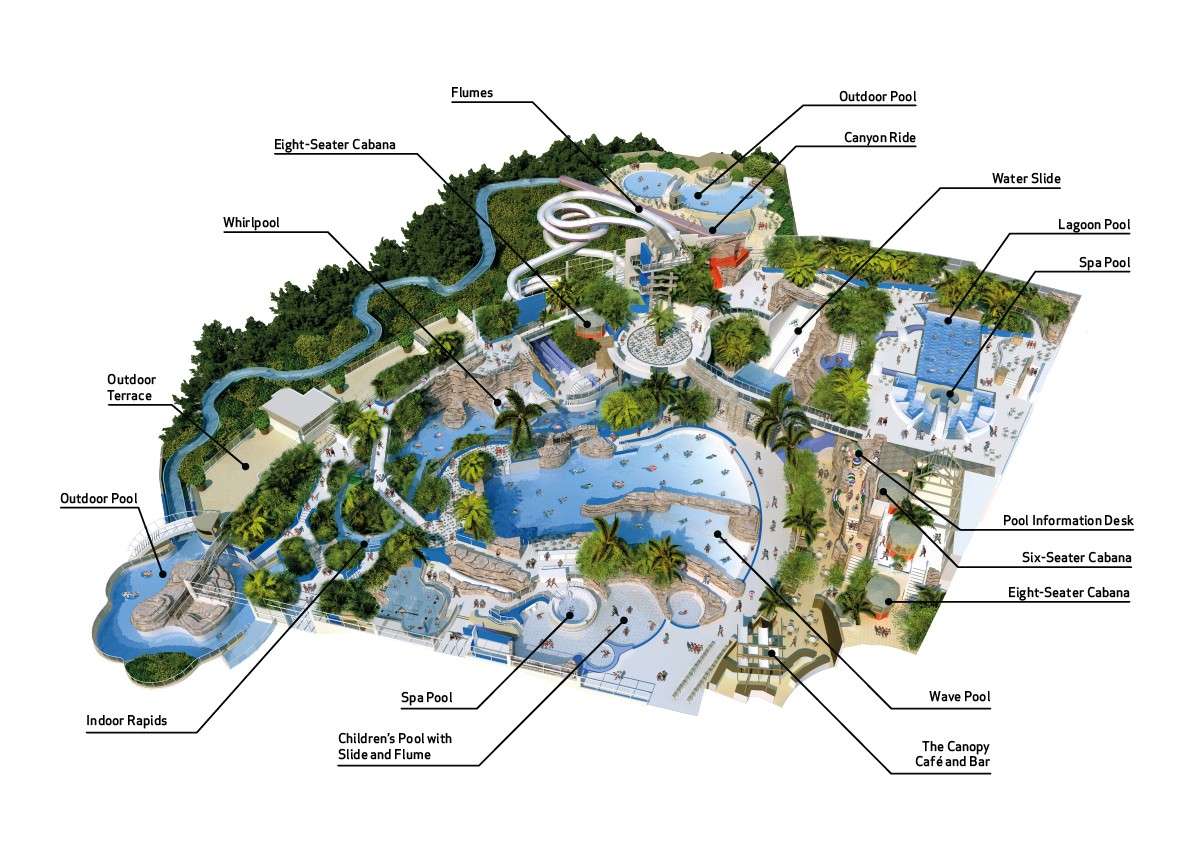 Flumes
Outdoor Pool
Canyon Ride
Eight-Seater Cabana
Water Slide
Whirlpool
Lagoon Pool
Spa Pool
Outdoor
Terrace
Outdoor Pool
Pool Information Desk
Six-Seater Cabana
Eight-Seater Cabana
Spa Pool
Wave Pool
Indoor Rapids
Children's Pool with
Slide and Flume
The Canopy
Café and Bar